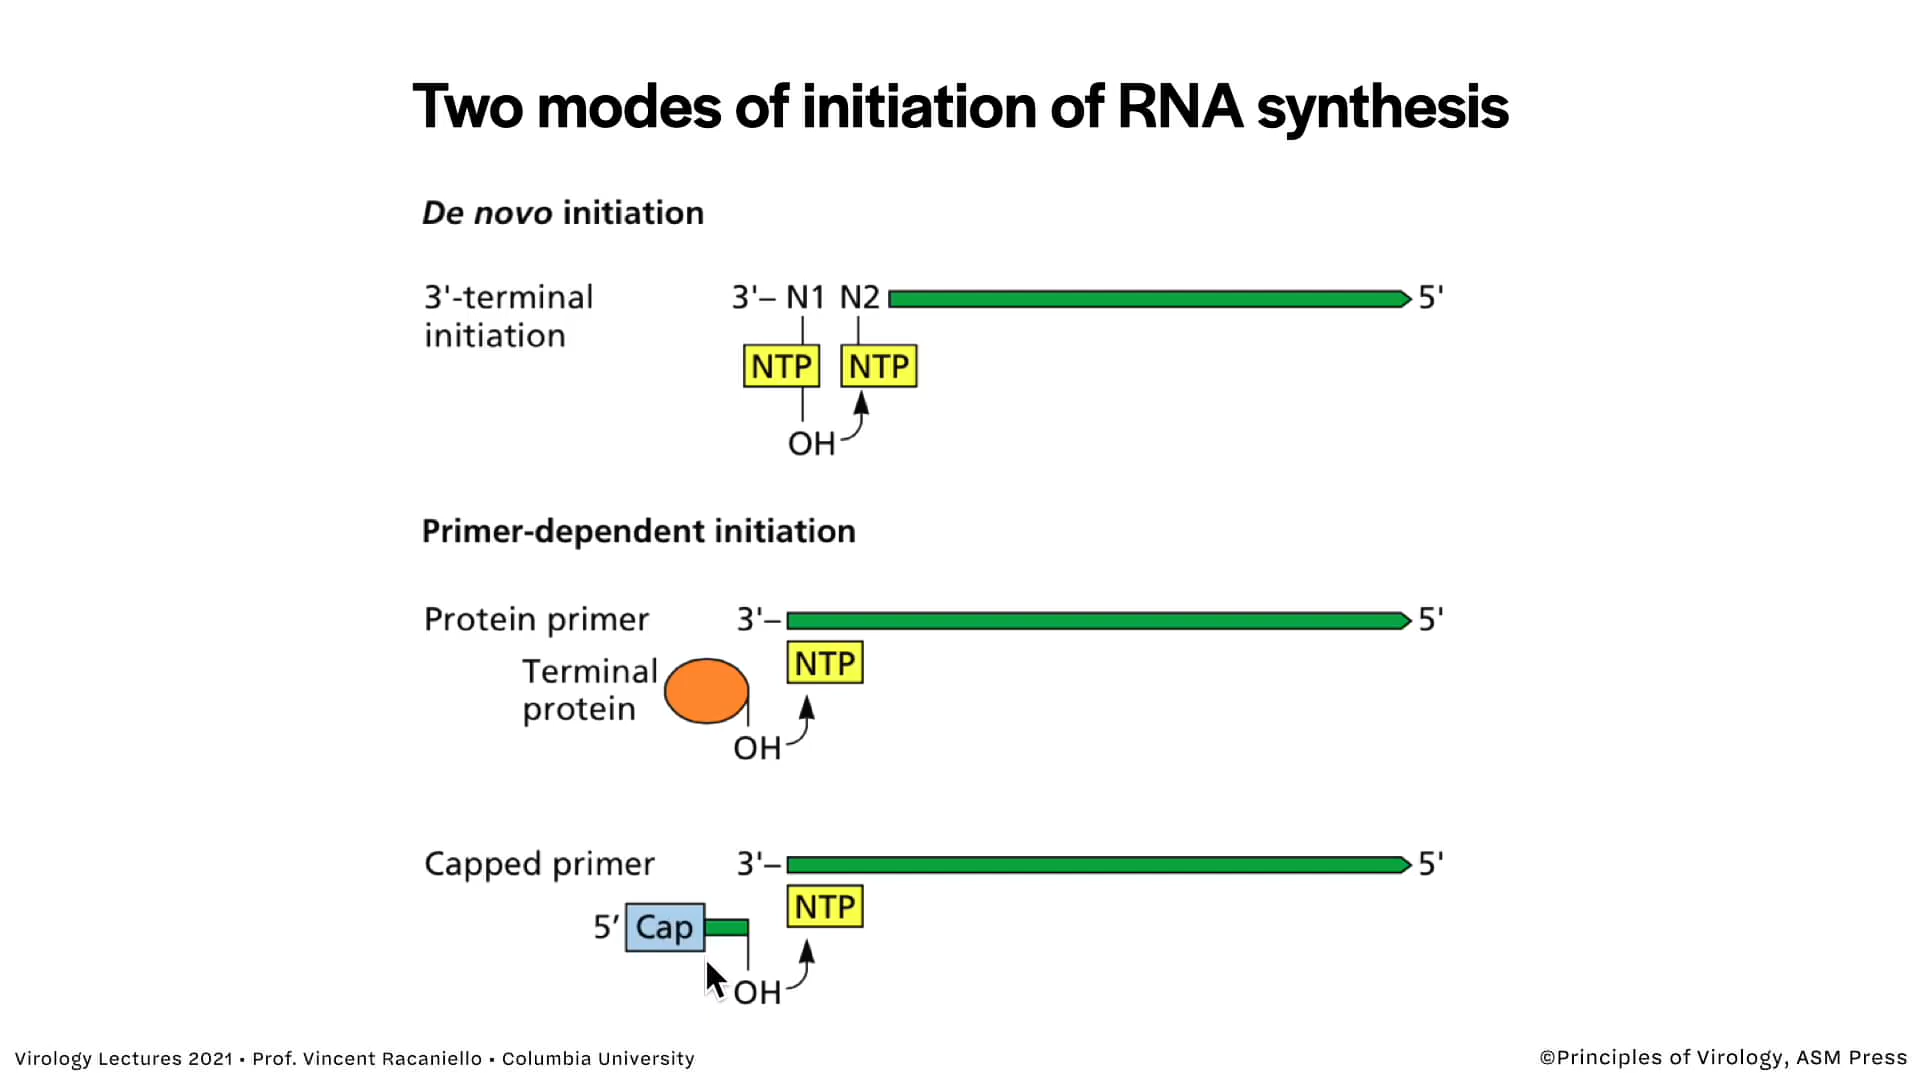 Two modes of initiation of RNA synthesis
De novo initiation
3'-terminal
initiation
3'– N1 N2 5'
NTP NTP
OH
Primer-dependent initiation
Protein primer 3'– 5'
NTP
Terminal
protein
OH
Capped primer 3'– 5'
NTP
5′ Cap
OH
Virology Lectures 2021 • Prof. Vincent Racaniello • Columbia University
©Principles of Virology, ASM Press